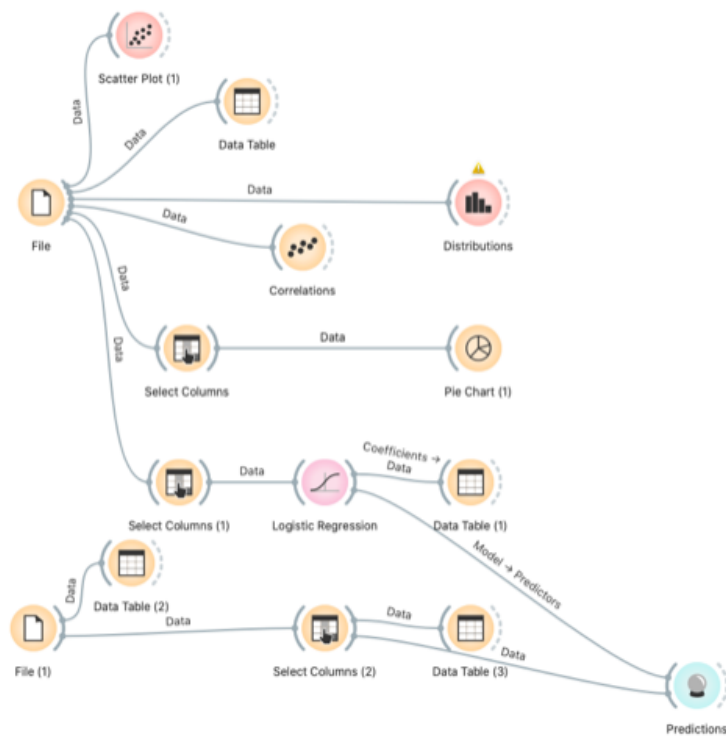 Scatter Plot (1)
Data
Data
Data Table
Data
Distributions
File
Data
Correlations
Data
Data
Select Columns
Data
Pie Chart (1)
Select Columns (1)
Data
Logistic Regression
Coefficients → Data
Data Table (1)
Model → Predictors
Data
Data Table (2)
Data
File (1)
Select Columns (2)
Data
Data Table (3)
Data
Predictions